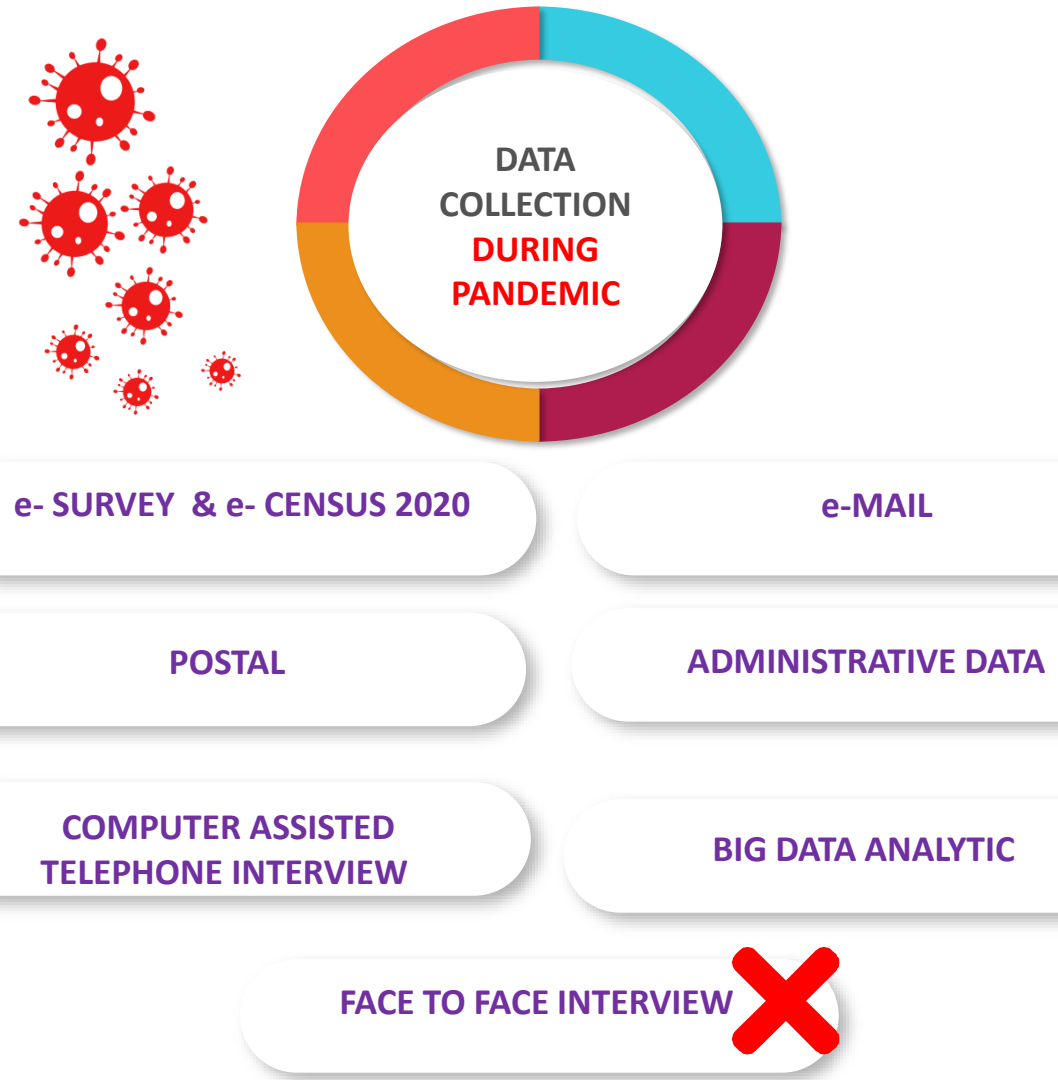 DATA
COLLECTION
DURING
PANDEMIC
e- SURVEY & e- CENSUS 2020
e-MAIL
POSTAL
ADMINISTRATIVE DATA
COMPUTER ASSISTED
TELEPHONE INTERVIEW
BIG DATA ANALYTIC
FACE TO FACE INTERVIEW